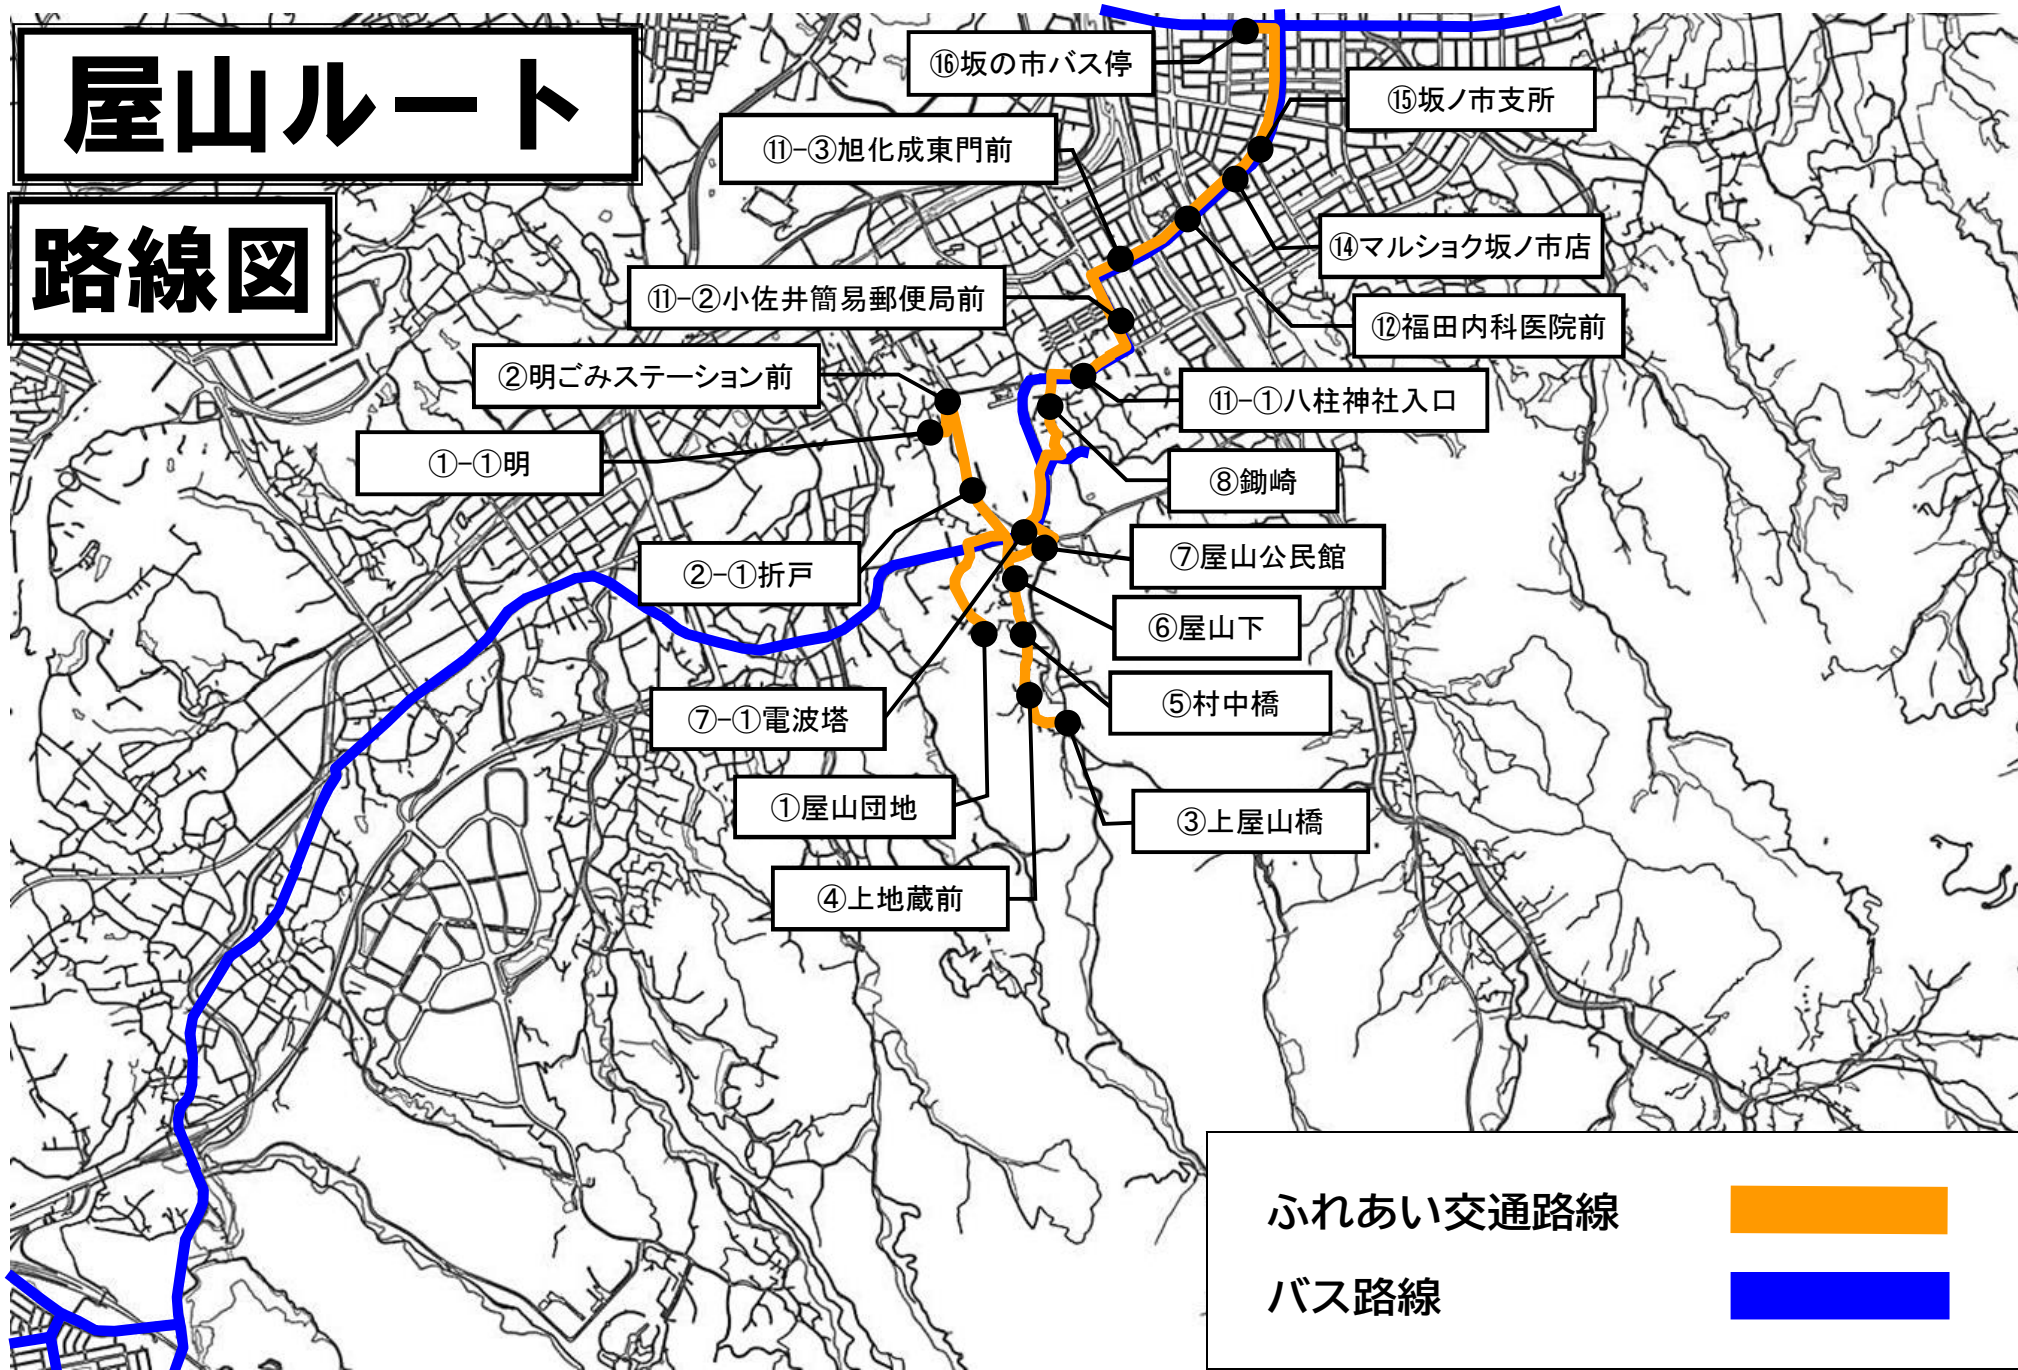 屋山ルート
路線図
⑯坂の市バス停
⑮坂ノ市支所
⑪-③旭化成東門前
⑭マルショク坂ノ市店
⑪-②小佐井簡易郵便局前
⑫福田内科医院前
②明ごみステーション前
⑪-①八柱神社入口
①-①明
⑧鋤崎
②-①折戸
⑦屋山公民館
⑥屋山下
⑦-①電波塔
⑤村中橋
①屋山団地
③上屋山橋
④上地蔵前
ふれあい交通路線
バス路線